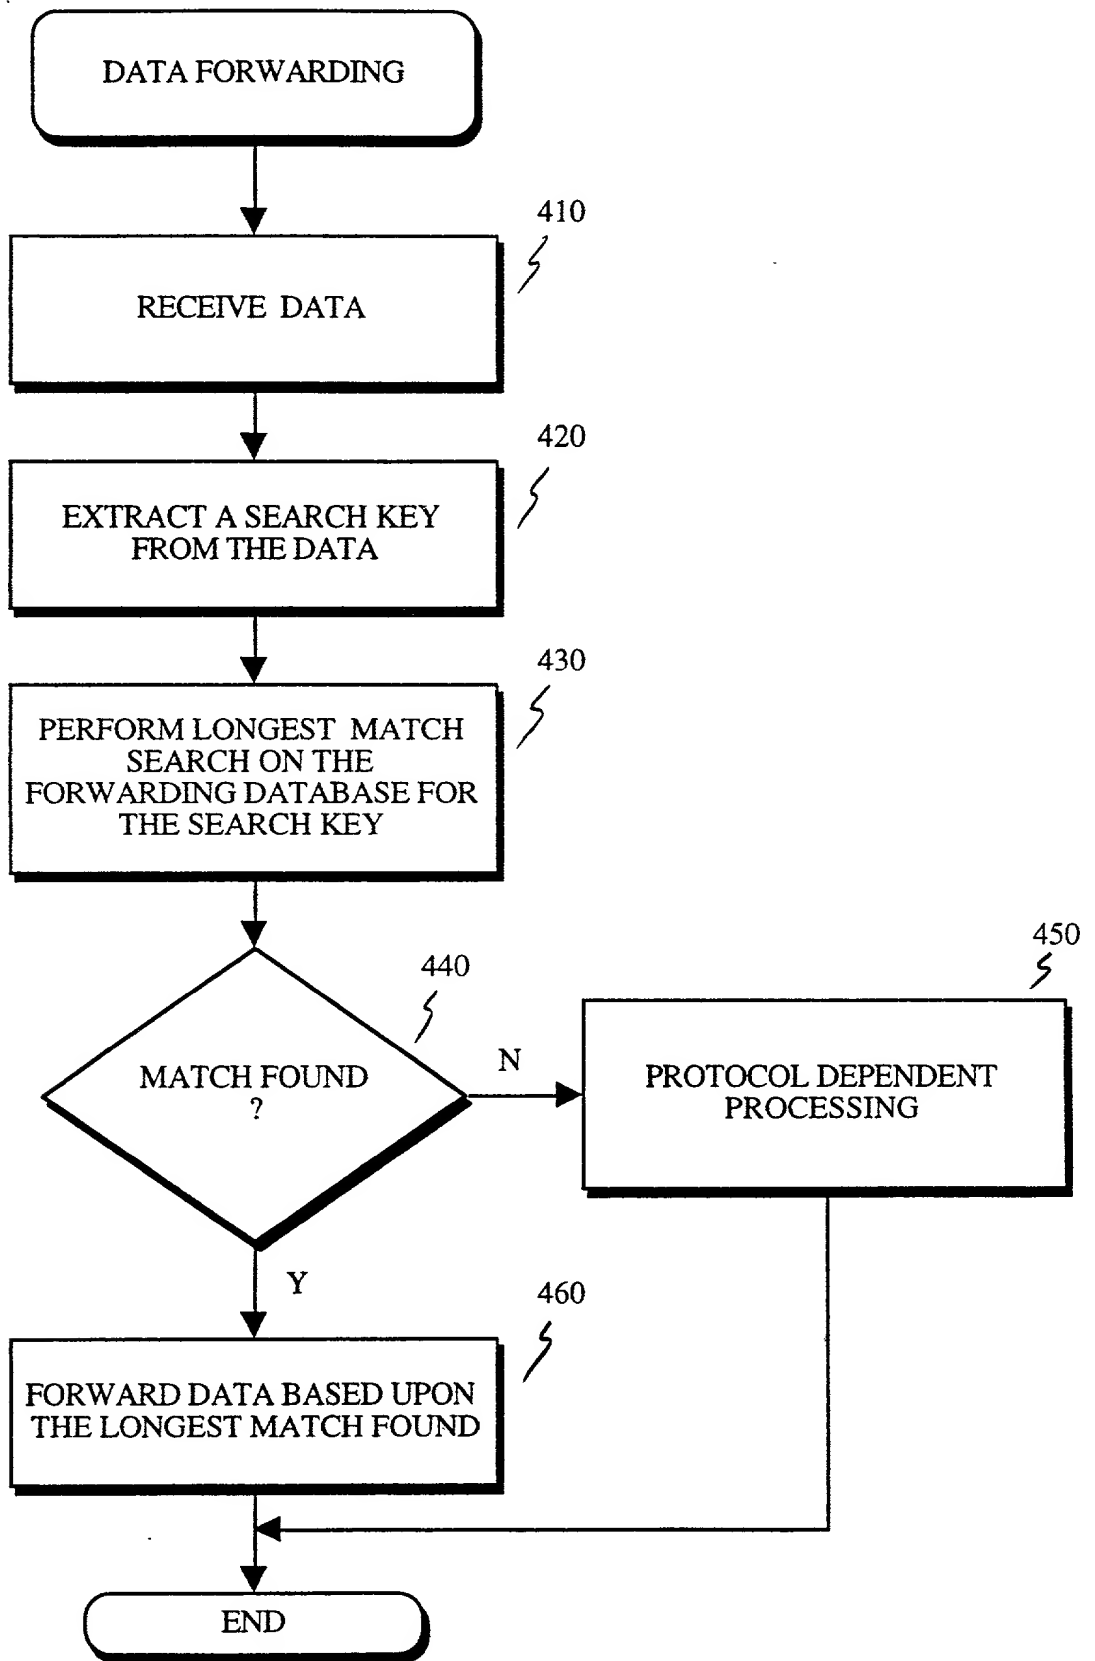 DATA FORWARDING
410
RECEIVE DATA
420
EXTRACT A SEARCH KEY
FROM THE DATA
430
PERFORM LONGEST MATCH
SEARCH ON THE
FORWARDING DATABASE FOR
THE SEARCH KEY
440
MATCH FOUND
?
N
450
PROTOCOL DEPENDENT
PROCESSING
Y
460
FORWARD DATA BASED UPON
THE LONGEST MATCH FOUND
END